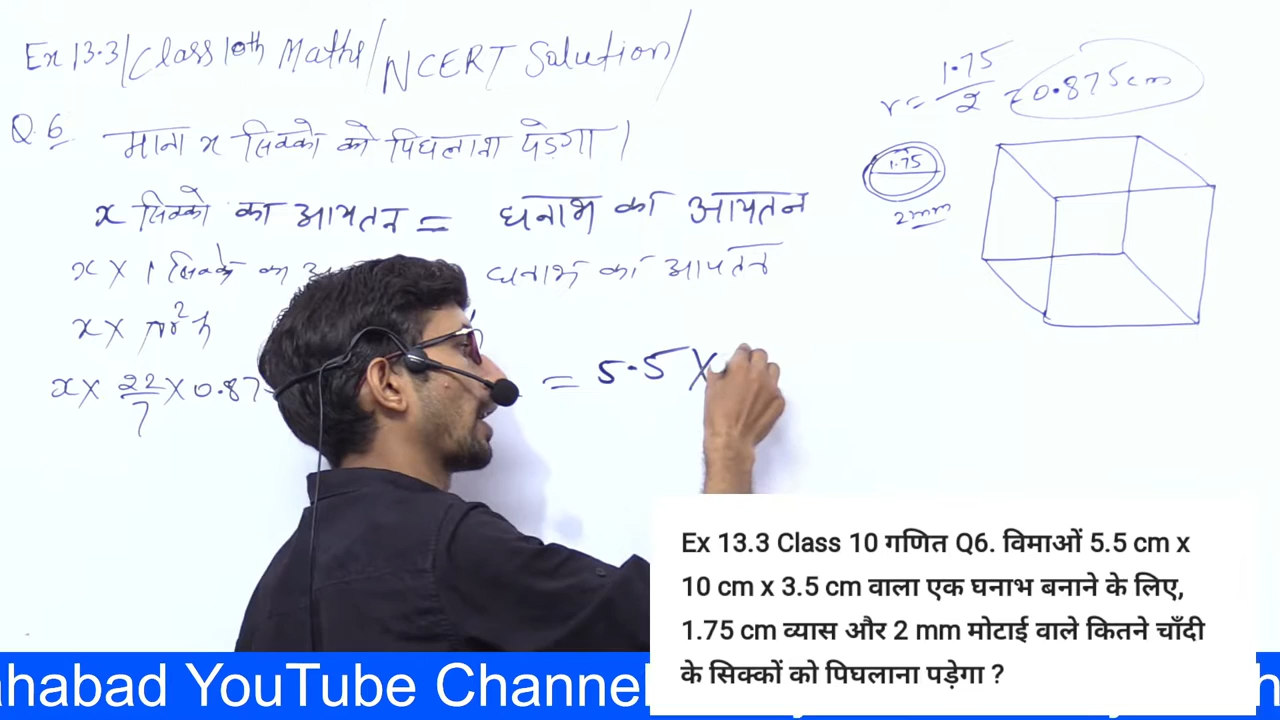 Ex 13.3/Class 10th Maths/NCERT Solution/
Q.6 माना x सिक्को को पिघलाना पड़ेगा।
x सिक्को का आयतन = घनाभ का आयतन
x × 1 सिक्के का घनाभ का आयतन
x × πr²h
x × 22/7 × 0.87 = 5.5 ×
r = 1.75/2 = 0.875cm
1.75
2mm
Ex 13.3 Class 10 गणित Q6. विमाओं 5.5 cm x
10 cm x 3.5 cm वाला एक घनाभ बनाने के लिए,
1.75 cm व्यास और 2 mm मोटाई वाले कितने चाँदी
के सिक्कों को पिघलाना पड़ेगा ?
ahabad YouTube Channel